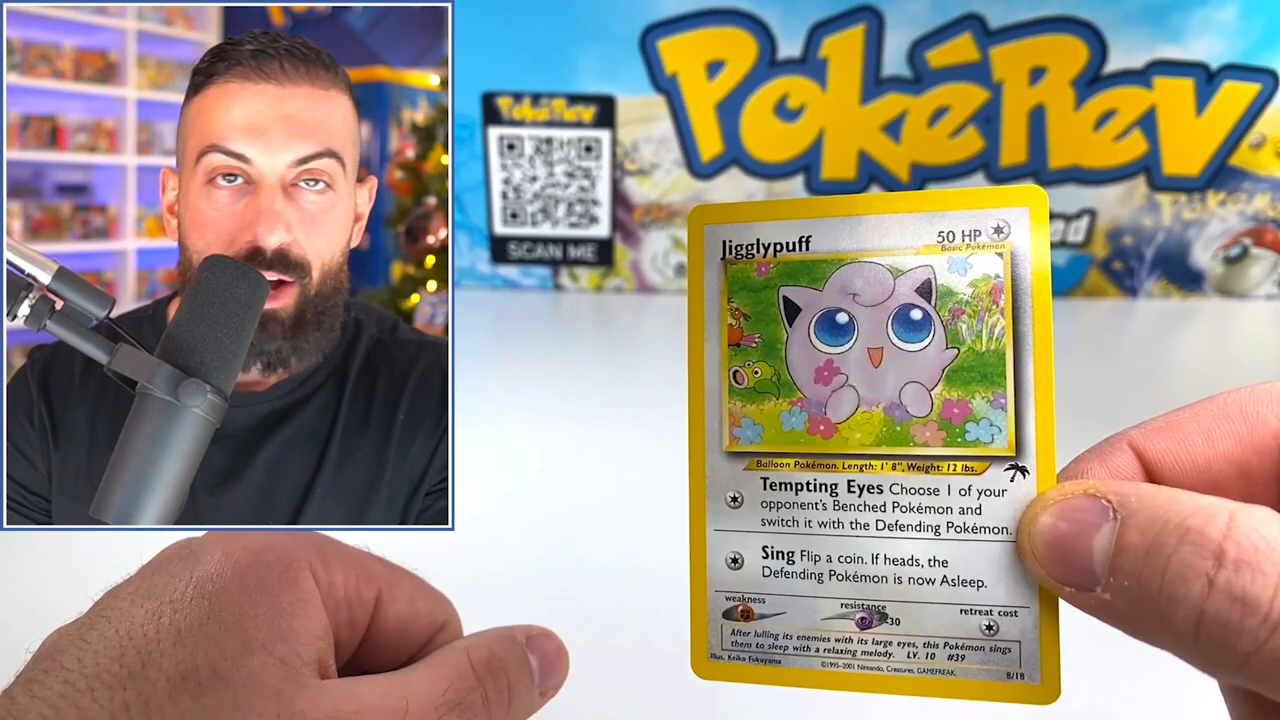 PokéRev
SCAN ME
PokéRev
Jigglypuff
50 HP
Basic Pokémon
Balloon Pokémon. Length: 1' 8", Weight: 12 lbs.
Tempting Eyes Choose 1 of your
opponent's Benched Pokémon and
switch it with the Defending Pokémon.
Sing Flip a coin. If heads, the
Defending Pokémon is now Asleep.
weakness
resistance
-30
retreat cost
After lulling its enemies with its large eyes, this Pokémon sings
them to sleep with a relaxing melody. LV. 10 #39
Illus. Keiko Fukuyama
©1995-2001 Nintendo, Creatures, GAMEFREAK.
8/18